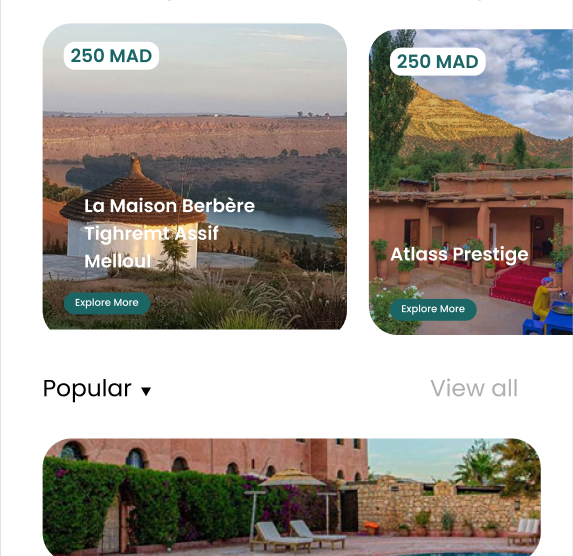 250 MAD
La Maison Berbère
Tighremt Assif
Melloul
Explore More
250 MAD
Atlass Prestige
Explore More
Popular ▼
View all